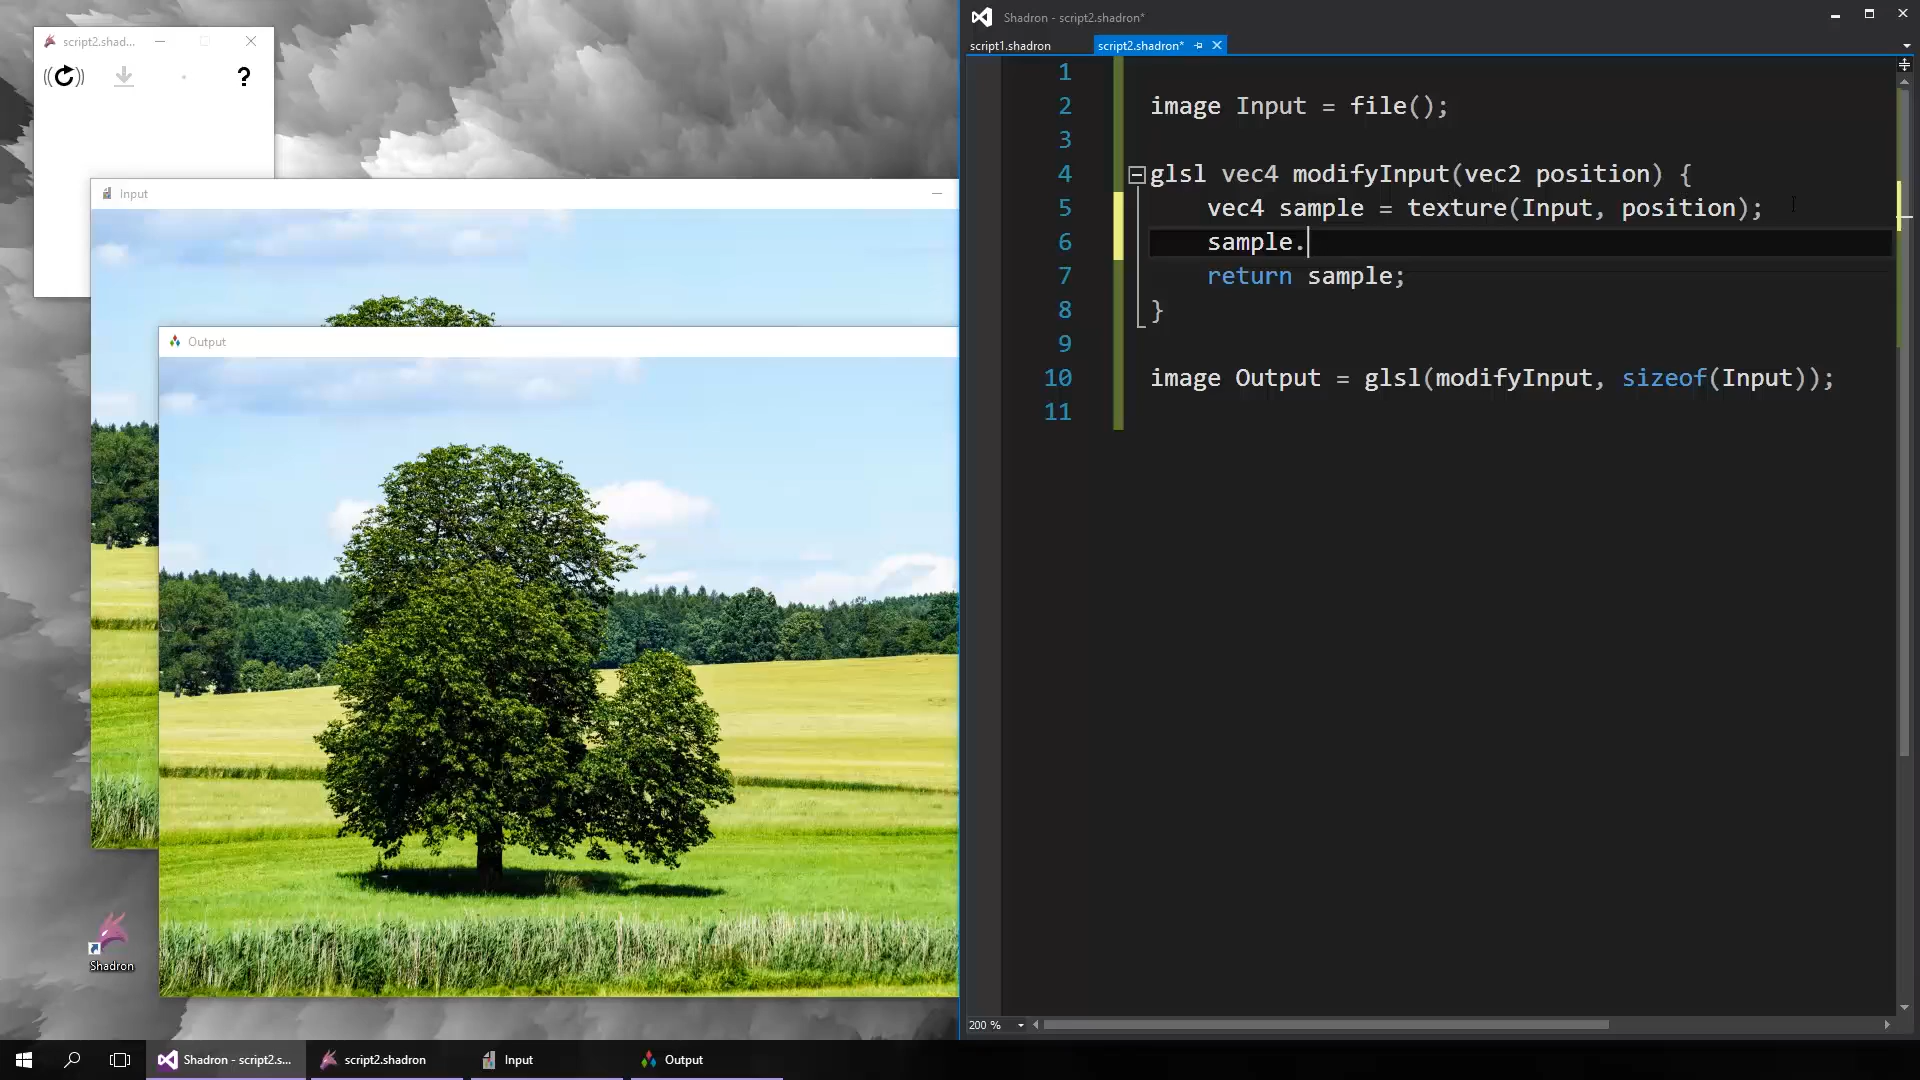 script2.shad...
?
Input
Output
Shadron
Shadron - script2.shadron*
script1.shadron
script2.shadron*
1
2 image Input = file();
3
4 glsl vec4 modifyInput(vec2 position) {
5 vec4 sample = texture(Input, position);
6 sample.
7 return sample;
8 }
9
10 image Output = glsl(modifyInput, sizeof(Input));
11
200 %
Shadron - script2.s...
script2.shadron
Input
Output